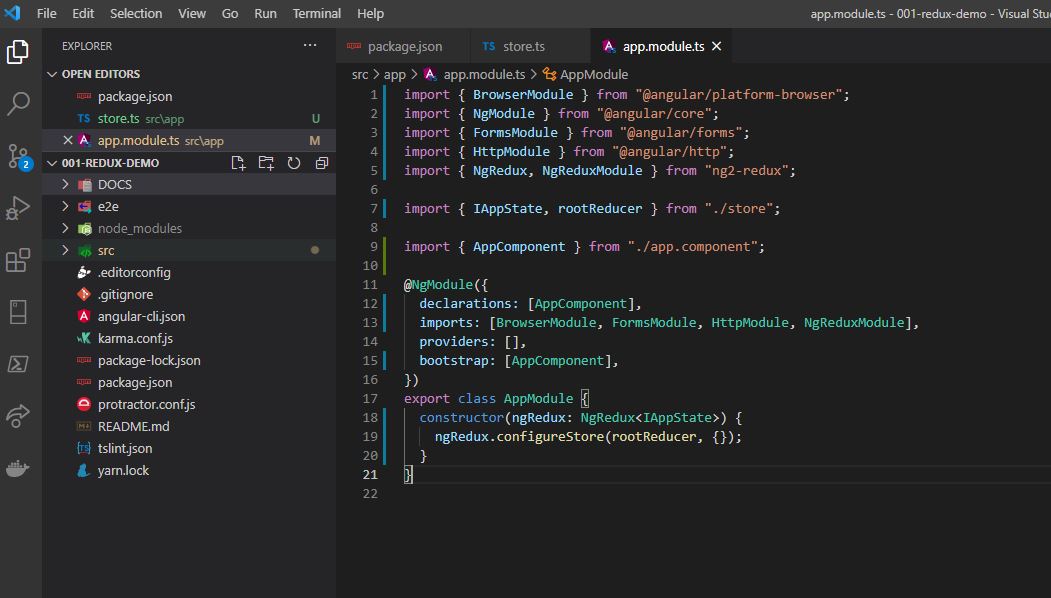 File Edit Selection View Go Run Terminal Help app.module.ts - 001-redux-demo - Visual Stu
EXPLORER
OPEN EDITORS
package.json
TS store.ts src\app U
app.module.ts src\app M
001-REDUX-DEMO
2
DOCS
e2e
node_modules
src
.editorconfig
.gitignore
angular-cli.json
karma.conf.js
package-lock.json
package.json
protractor.conf.js
README.md
tslint.json
yarn.lock
package.json TS store.ts app.module.ts
src > app > app.module.ts > AppModule
1 import { BrowserModule } from "@angular/platform-browser";
2 import { NgModule } from "@angular/core";
3 import { FormsModule } from "@angular/forms";
4 import { HttpModule } from "@angular/http";
5 import { NgRedux, NgReduxModule } from "ng2-redux";
6
7 import { IAppState, rootReducer } from "./store";
8
9 import { AppComponent } from "./app.component";
10
11 @NgModule({
12   declarations: [AppComponent],
13   imports: [BrowserModule, FormsModule, HttpModule, NgReduxModule],
14   providers: [],
15   bootstrap: [AppComponent],
16 })
17 export class AppModule {
18   constructor(ngRedux: NgRedux<IAppState>) {
19     ngRedux.configureStore(rootReducer, {});
20   }
21 }
22